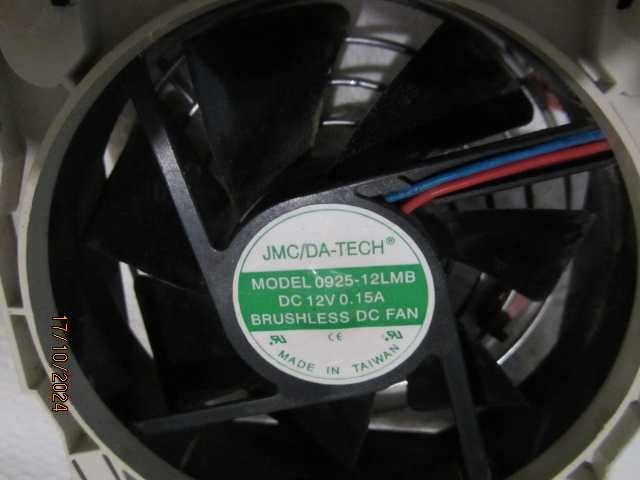 JMC/DA-TECH®
MODEL 0925-12LMB
DC 12V 0.15A
BRUSHLESS DC FAN
CE
MADE IN TAIWAN
17/10/2024